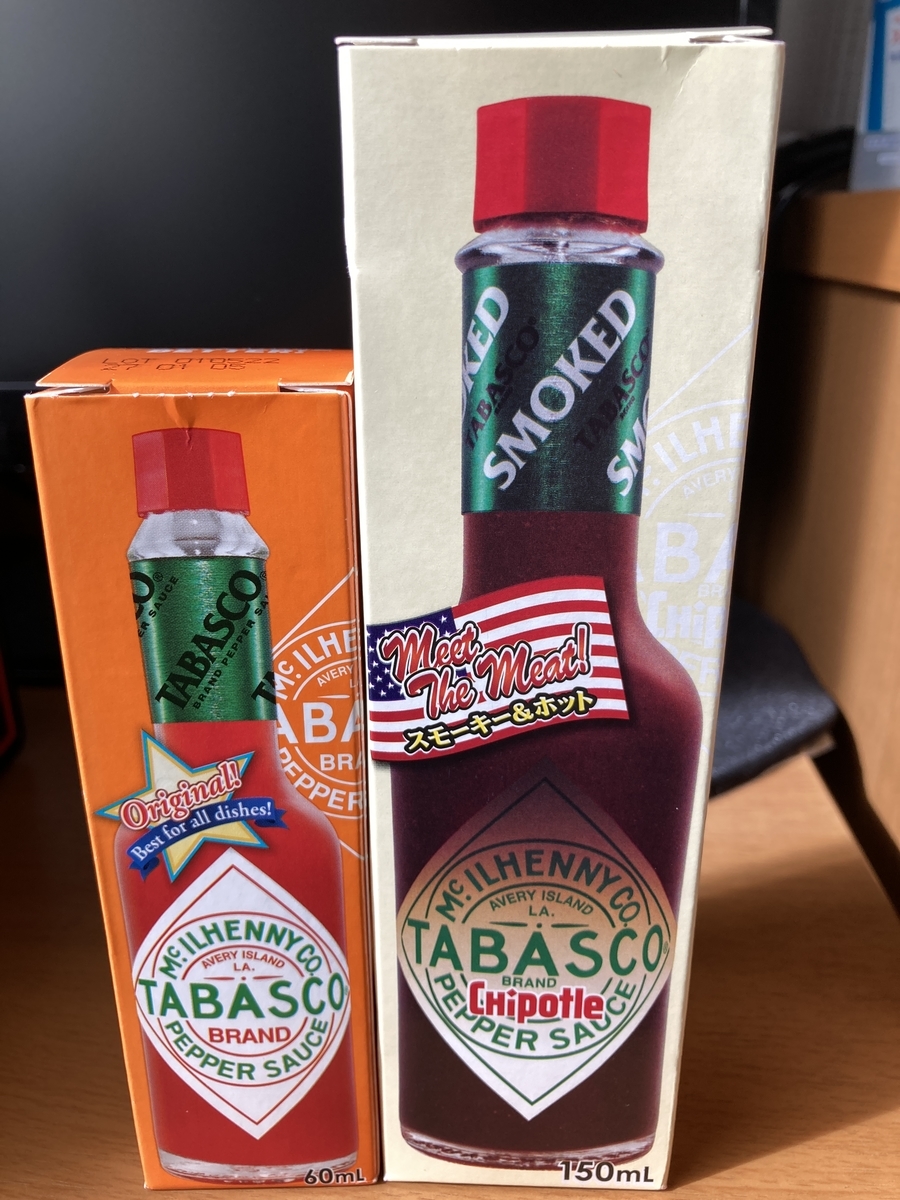 LOT 010522
27 01 05
TABASCO®
BRAND PEPPER SAUCE
Original!
Best for all dishes!
McILHENNY CO.
AVERY ISLAND
LA.
TABASCO
BRAND
PEPPER SAUCE
60mL
SMOKED
TABASCO
Meet
The Meat!
スモーキー&ホット
McILHENNY CO.
AVERY ISLAND
LA.
TABASCO®
BRAND
CHiPOtle
PEPPER SAUCE
150mL